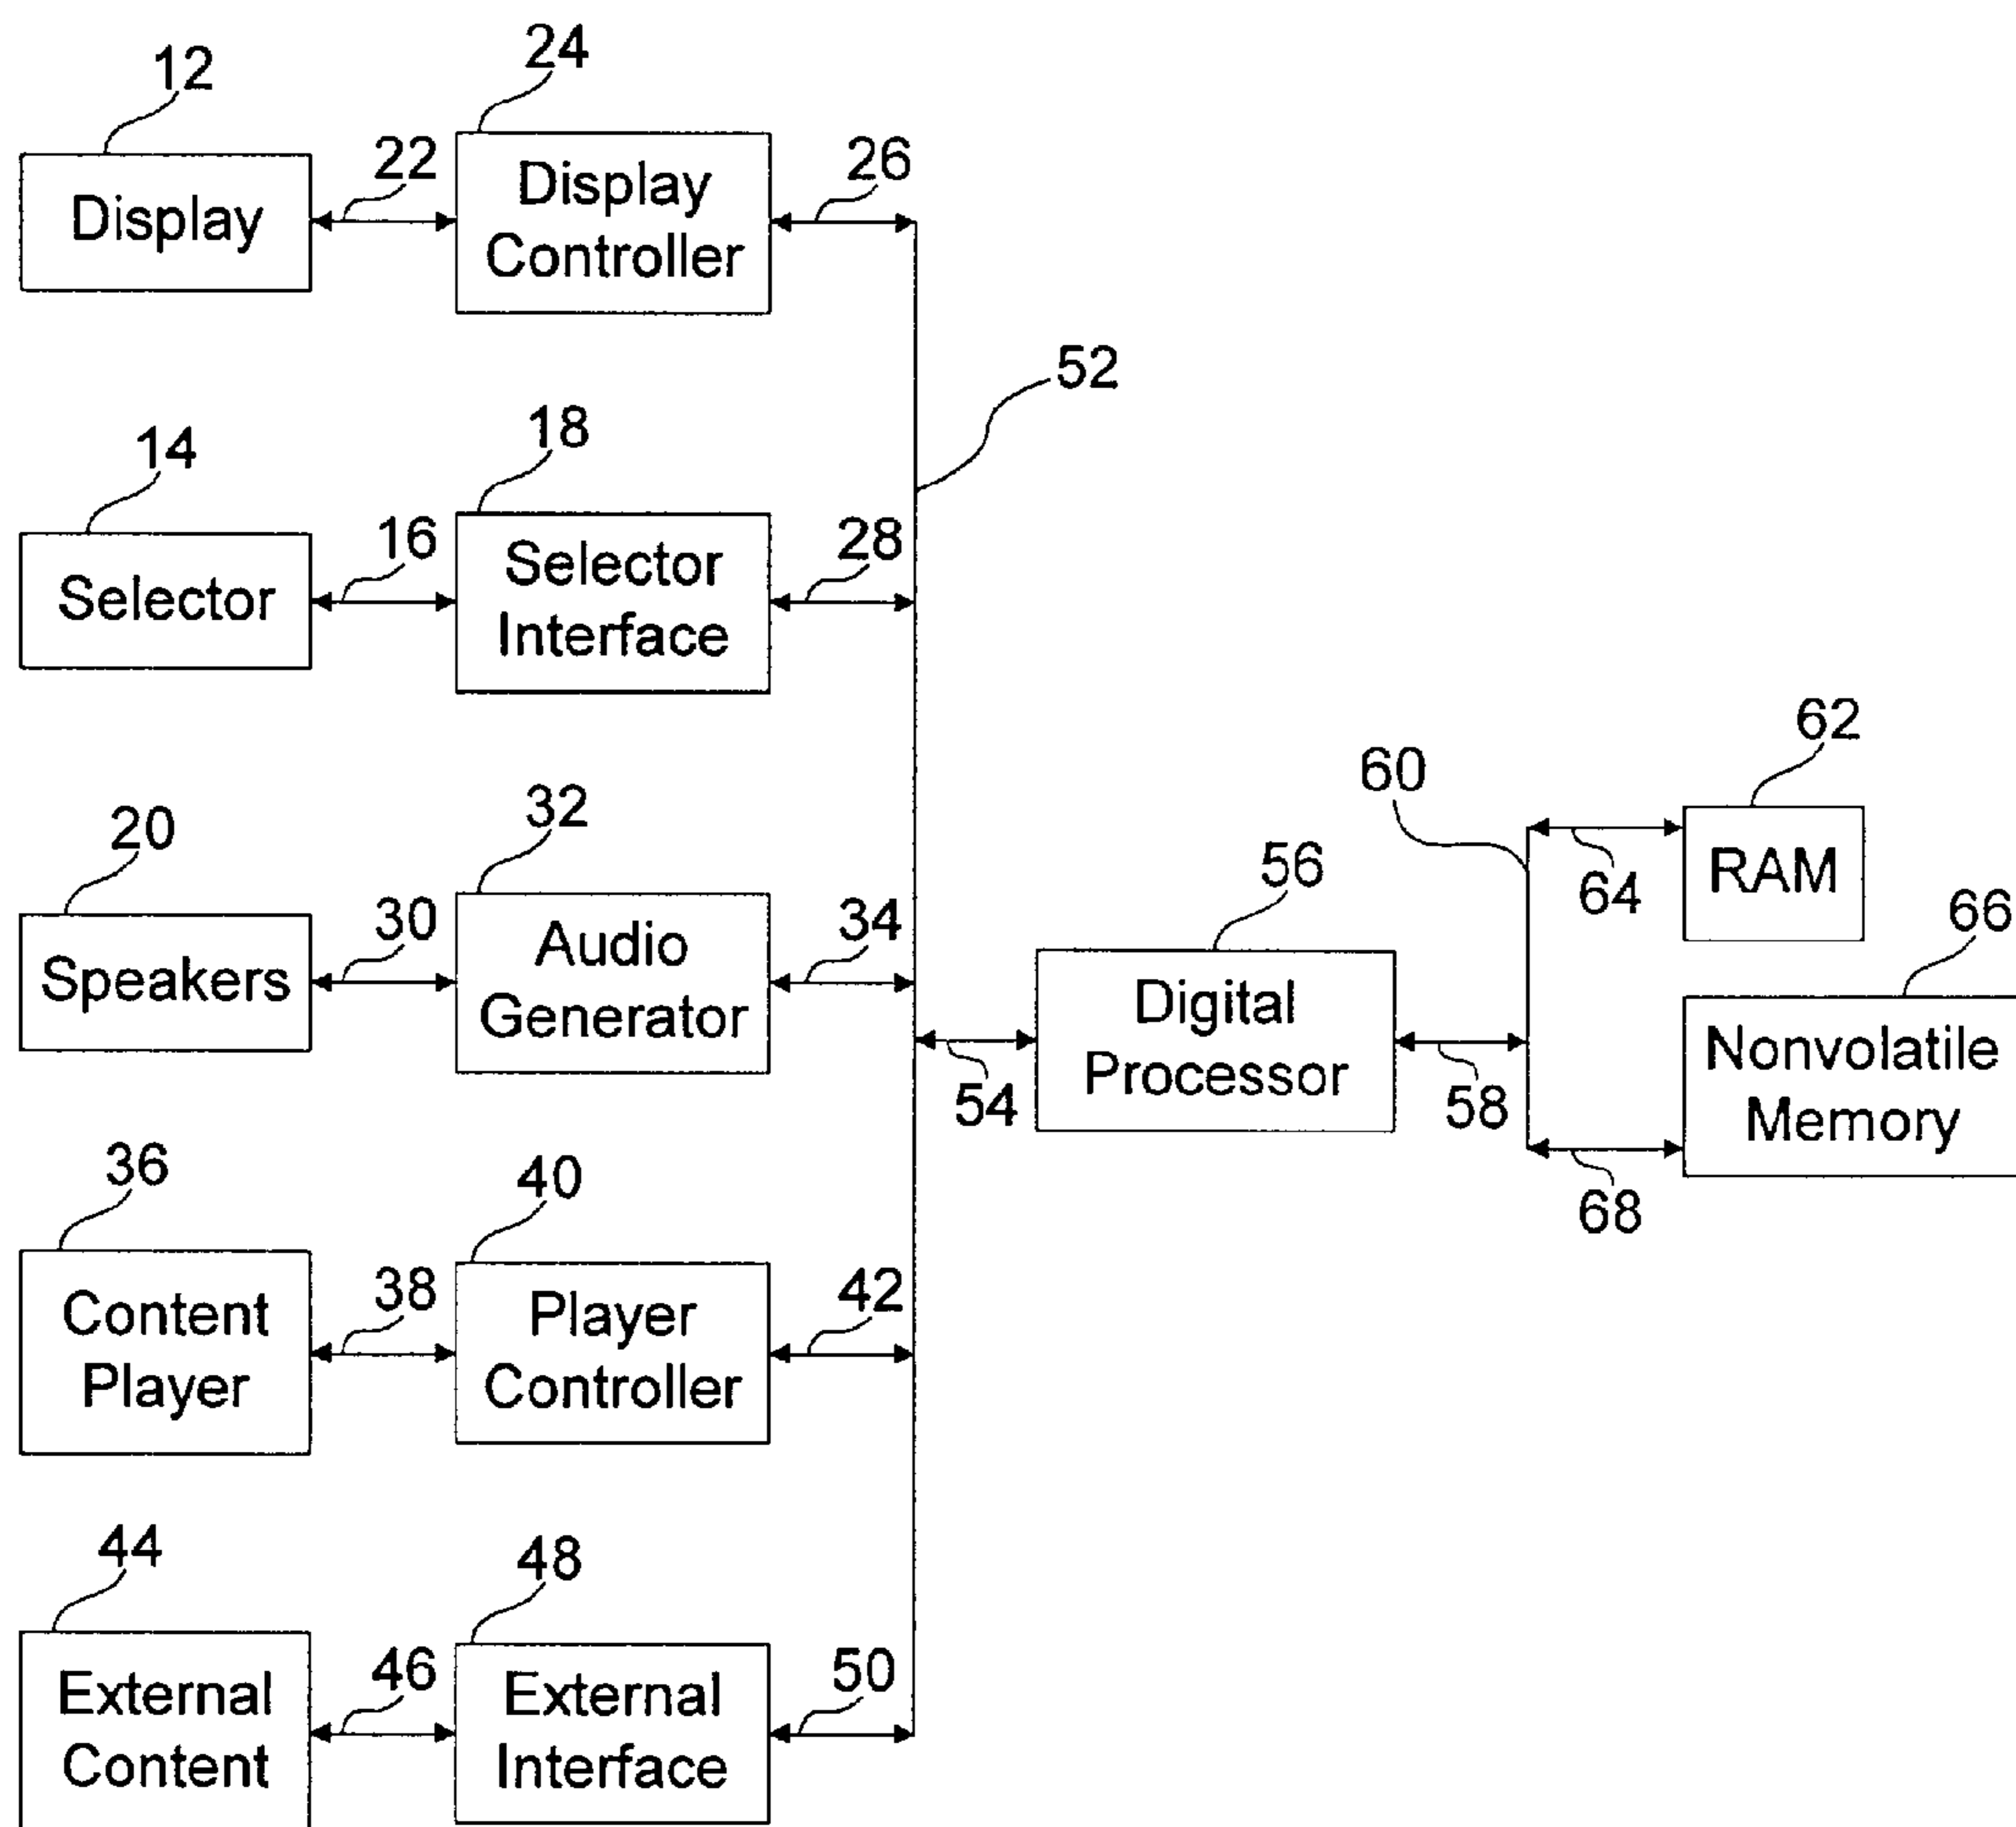 24
12
22
26
Display
Display
Controller
52
18
14
16
28
Selector
Selector
Interface
62
60
32
20
56
RAM
64
30
34
66
Speakers
Audio
Generator
Digital
Processor
Nonvolatile
Memory
54
58
36
40
68
38
42
Content
Player
Player
Controller
44
48
46
50
External
Content
External
Interface